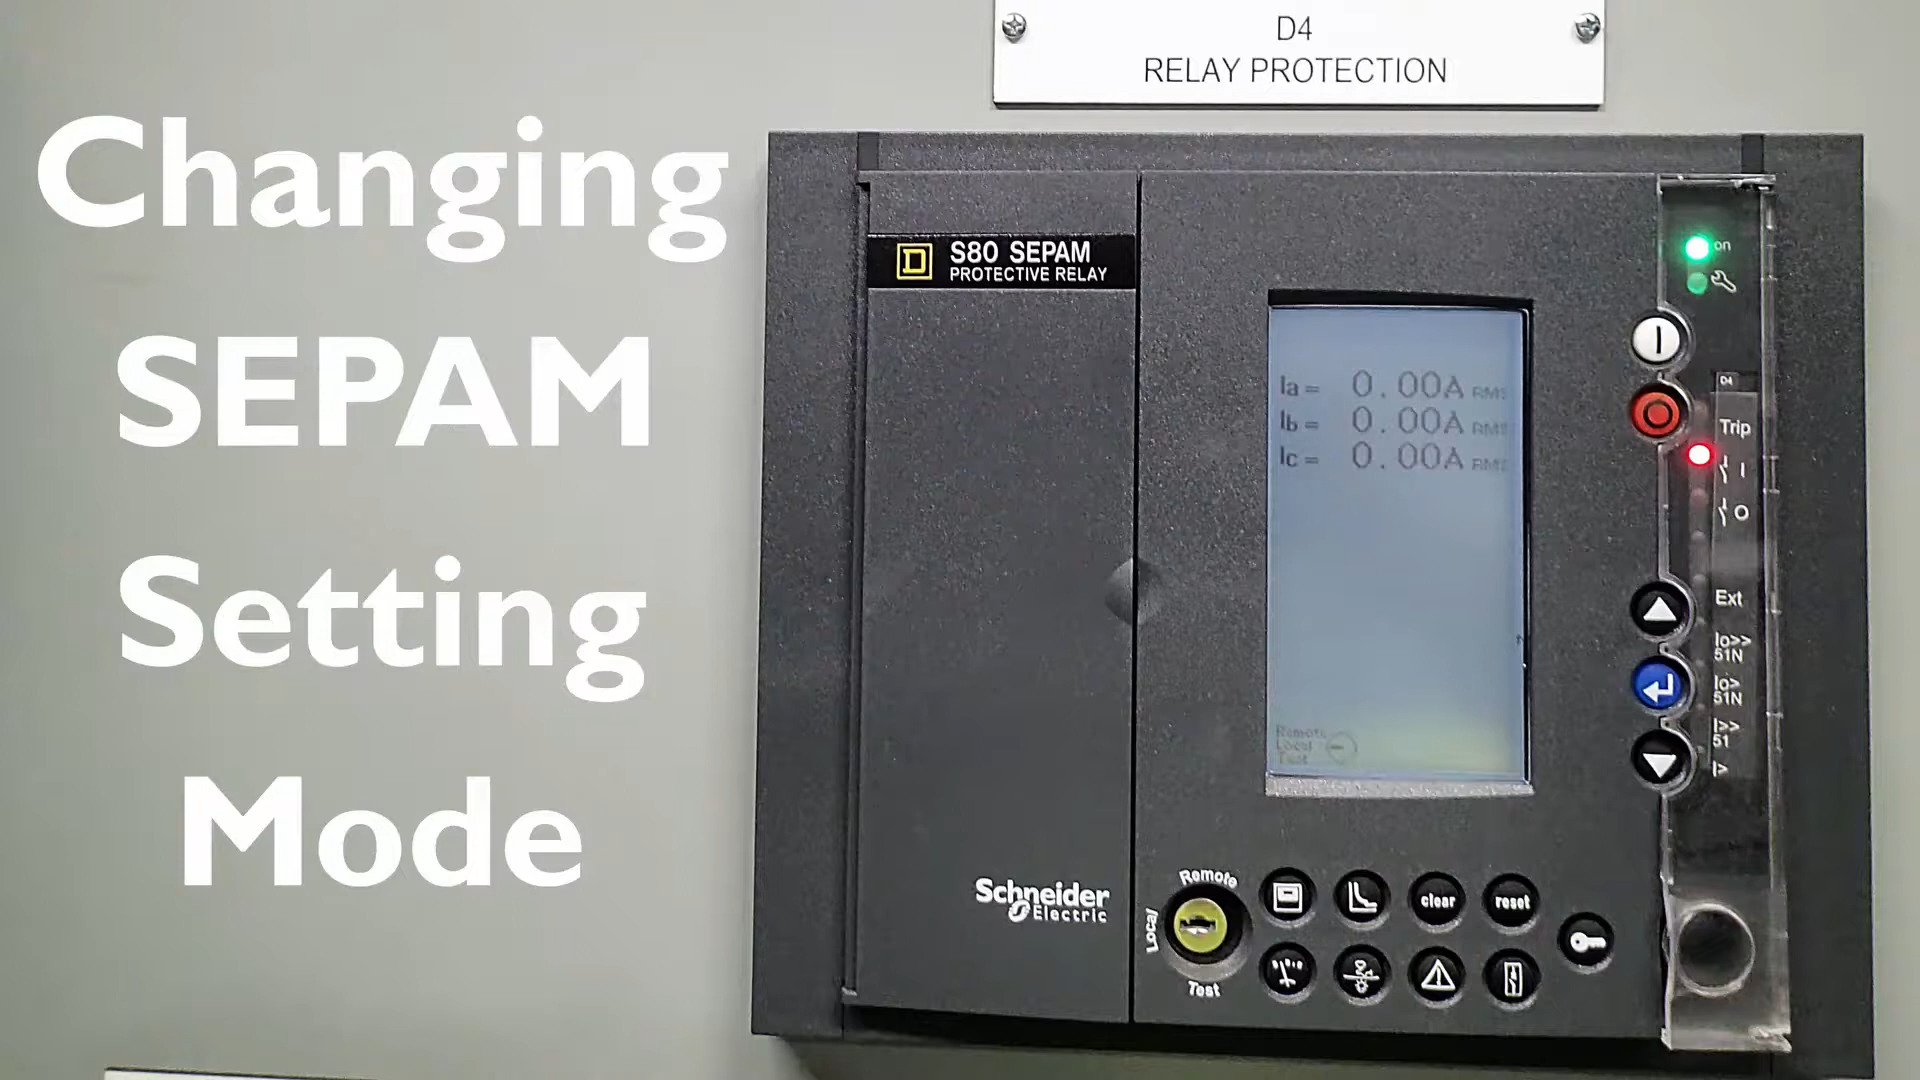 Changing
SEPAM
Setting
Mode
D4
RELAY PROTECTION
S80 SEPAM
PROTECTIVE RELAY
on
Ia = 0.00A RMS
Ib = 0.00A RMS
Ic = 0.00A RMS
D4
Trip
I
O
Ext
Io>>
51N
Io>
51N
I>>
51
I>
Remote
Local
Test
Schneider
Electric
Remote
Local
Test
clear
reset